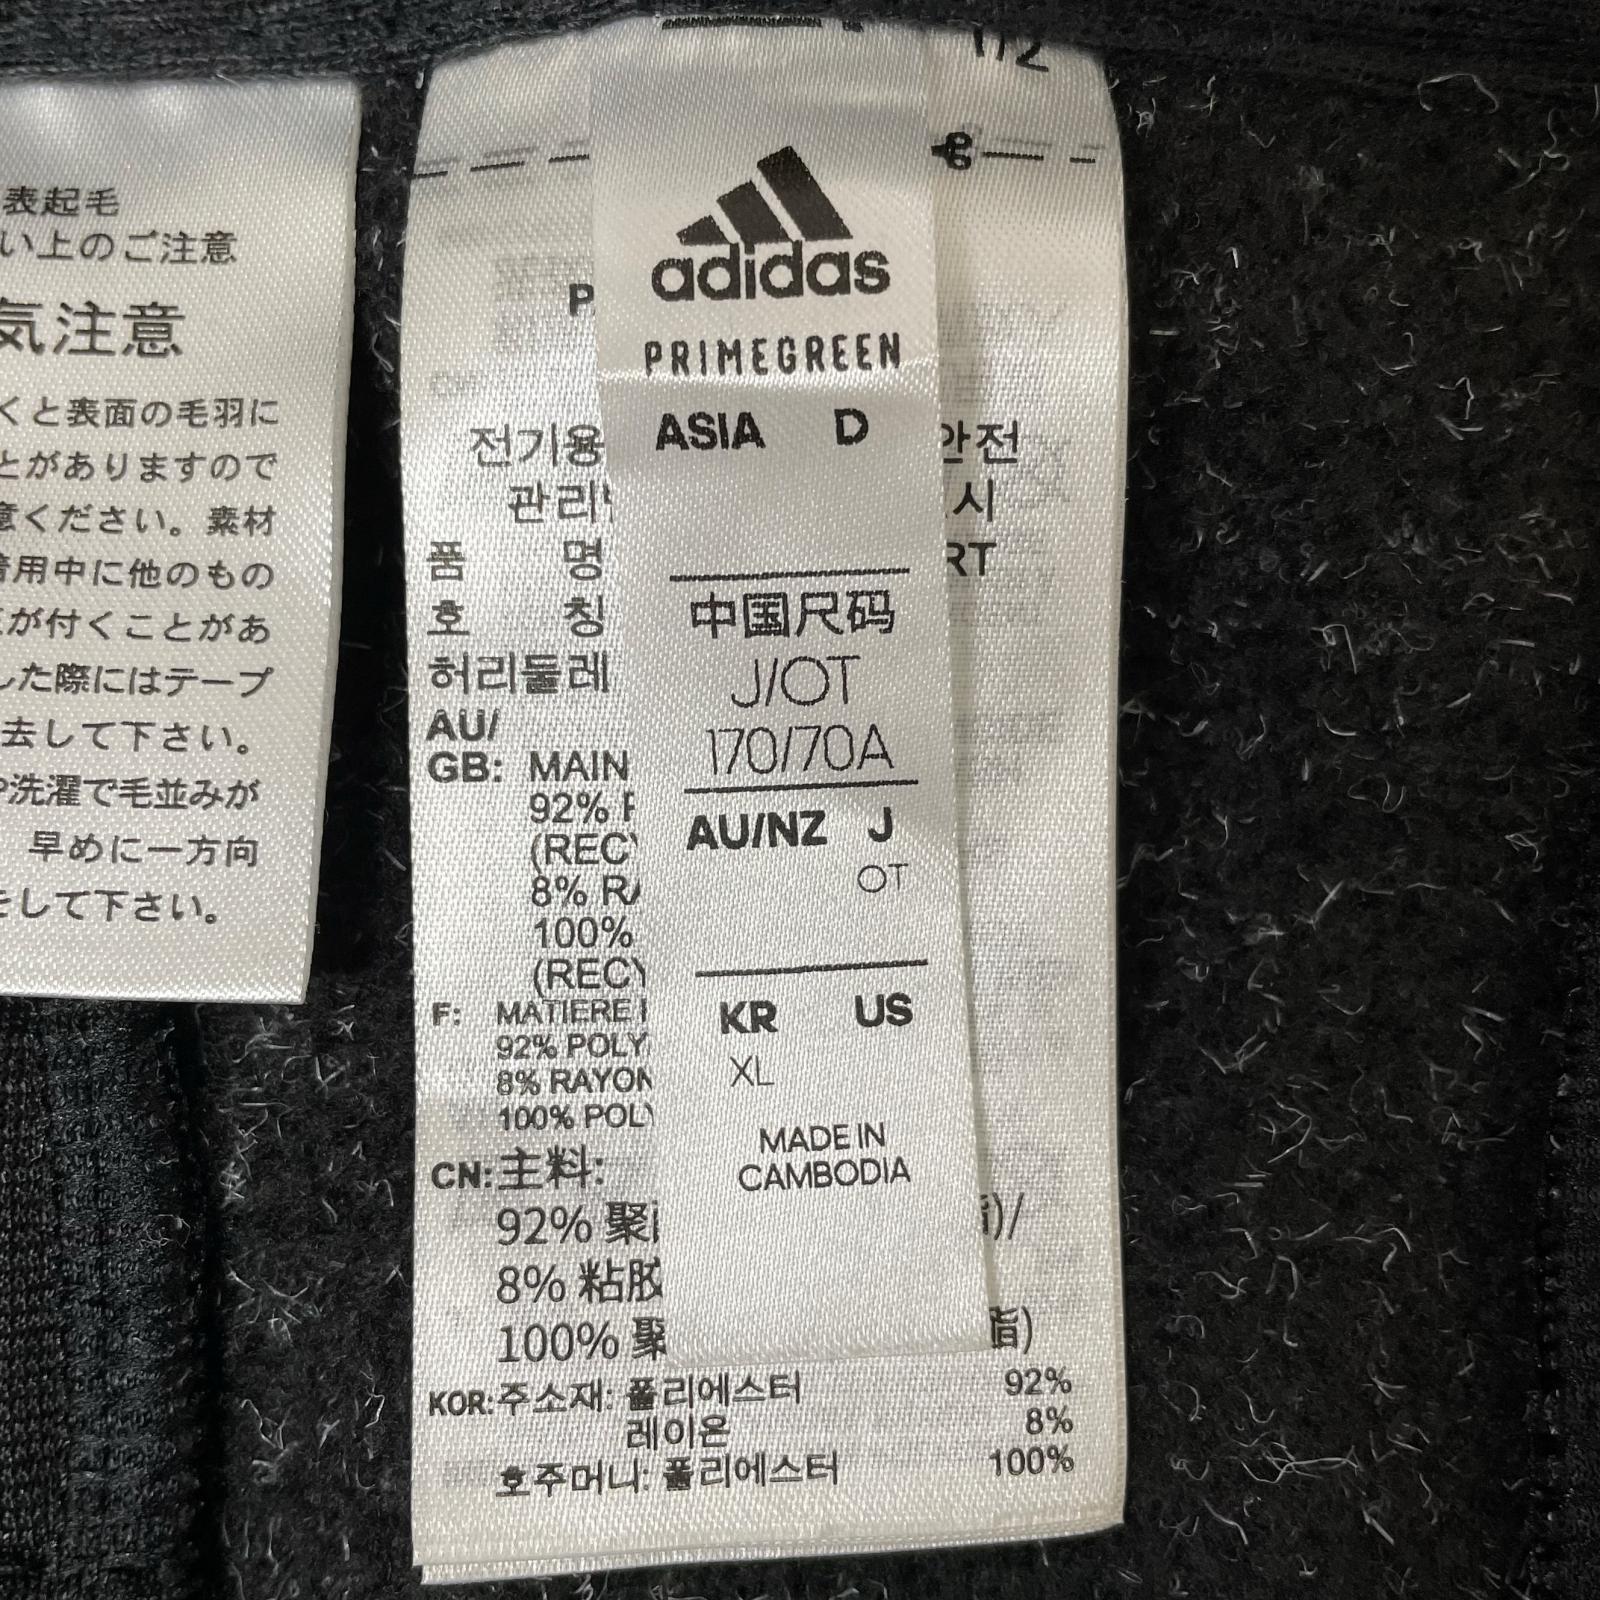 表起毛
い上のご注意
気注意
くと表面の毛羽に
とがありますので
意ください。素材
着用中に他のもの
が付くことがあ
した際にはテープ
去して下さい。
や洗濯で毛並みが
早めに一方向
をして下さい。
1/2
adidas
PRIMEGREEN
ASIA D
中国尺码
J/OT
170/70A
AU/NZ J
OT
KR US
XL
MADE IN
CAMBODIA
P
전기용 안전
관리 시
품 명 RT
호 칭
허리둘레
AU/
GB: MAIN
92% P
(REC
8% RA
100%
(RECY
F: MATIERE
92% POLY
8% RAYON
100% POLY
CN:主料:
92% 聚 )/
8% 粘胶
100% 聚 酯)
KOR:주소재: 폴리에스터 92%
레이온 8%
호주머니: 폴리에스터 100%